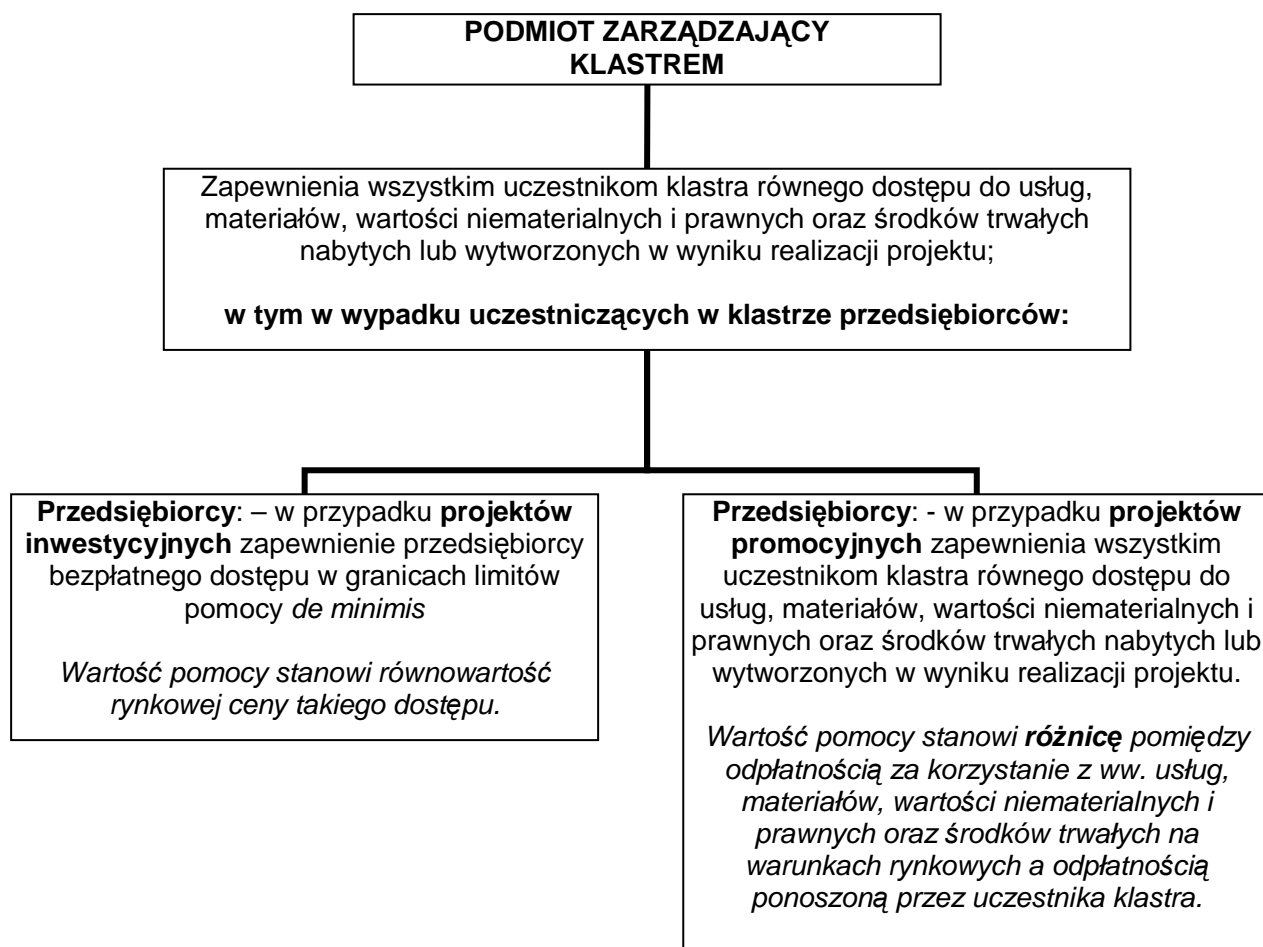 PODMIOT ZARZĄDZAJĄCY
KLASTREM
Zapewnienia wszystkim uczestnikom klastra równego dostępu do usług,
materiałów, wartości niematerialnych i prawnych oraz środków trwałych
nabytych lub wytworzonych w wyniku realizacji projektu;
w tym w wypadku uczestniczących w klastrze przedsiębiorców:
Przedsiębiorcy: – w przypadku projektów
inwestycyjnych zapewnienie przedsiębiorcy
bezpłatnego dostępu w granicach limitów
pomocy de minimis
Wartość pomocy stanowi równowartość
rynkowej ceny takiego dostępu.
Przedsiębiorcy: - w przypadku projektów
promocyjnych zapewnienia wszystkim
uczestnikom klastra równego dostępu do
usług, materiałów, wartości niematerialnych i
prawnych oraz środków trwałych nabytych lub
wytworzonych w wyniku realizacji projektu.
Wartość pomocy stanowi różnicę pomiędzy
odpłatnością za korzystanie z ww. usług,
materiałów, wartości niematerialnych i
prawnych oraz środków trwałych na
warunkach rynkowych a odpłatnością
ponoszoną przez uczestnika klastra.